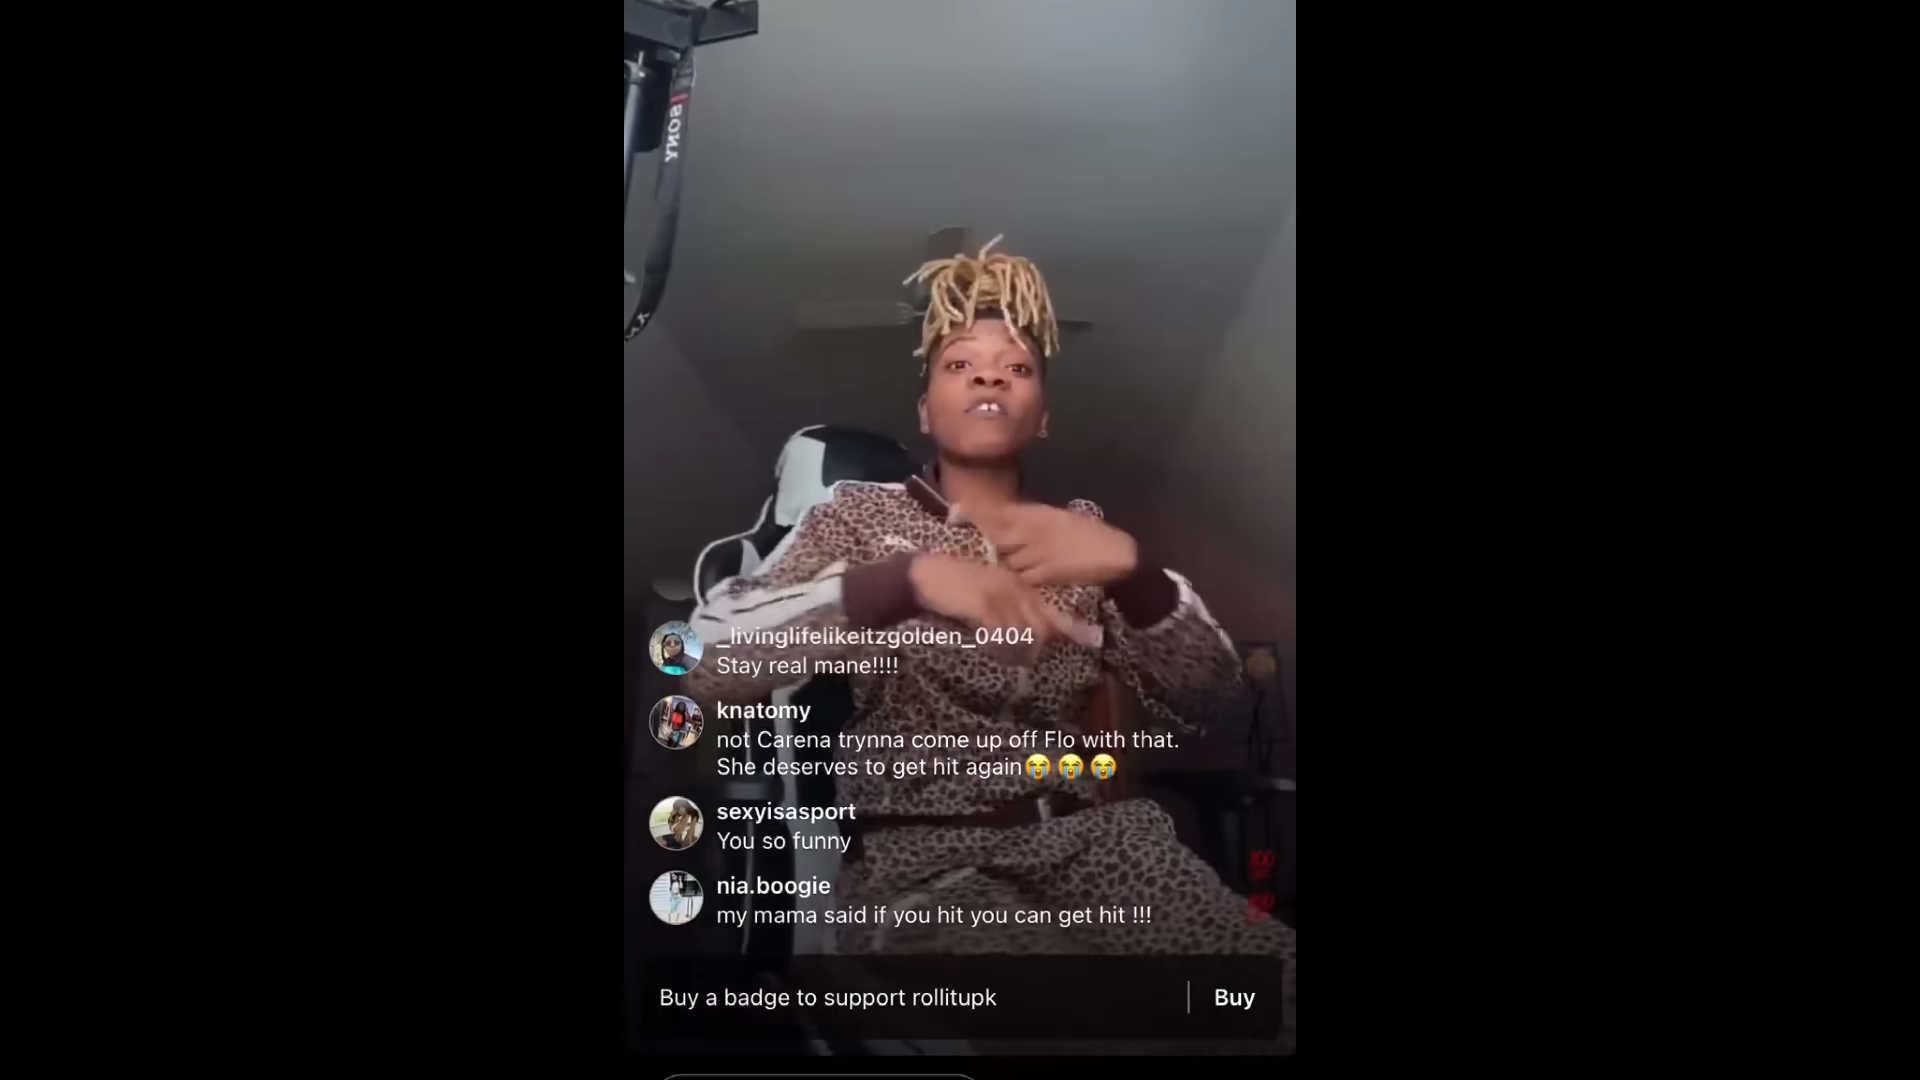 SONY
_livinglifelikeitzgolden_0404
Stay real mane!!!!
knatomy
not Carena trynna come up off Flo with that.
She deserves to get hit again😭😭😭
sexyisasport
You so funny
nia.boogie
my mama said if you hit you can get hit !!!
💯
💯
Buy a badge to support rollitupk
Buy